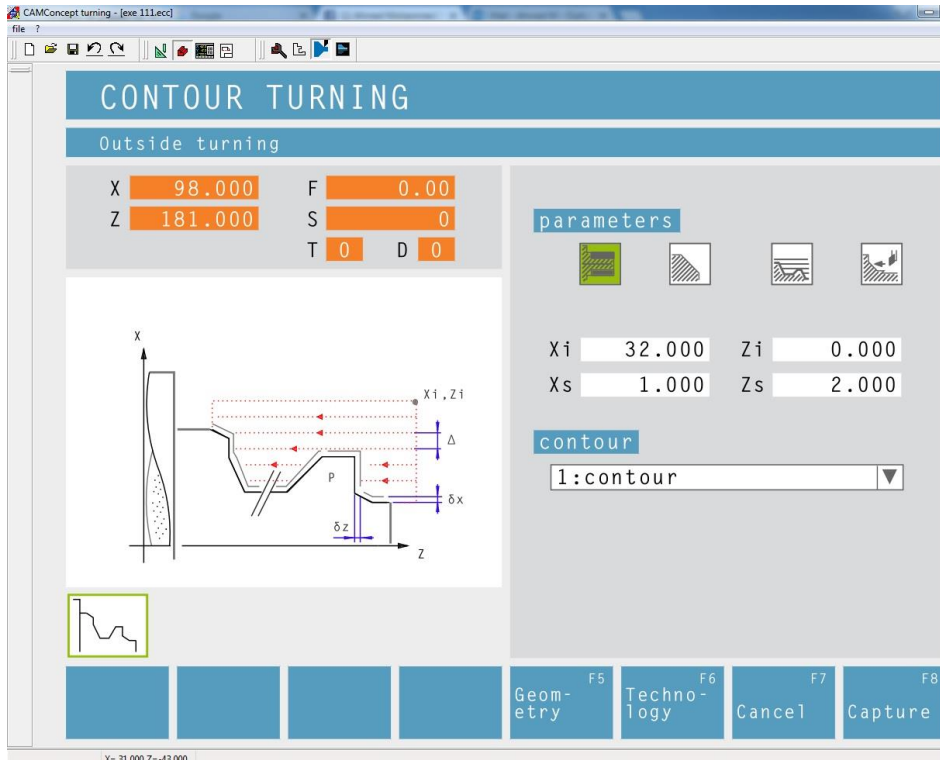 CAMConcept turning - [exe 111.ecc]
file ?
CONTOUR TURNING
Outside turning
X 98.000 F 0.00
Z 181.000 S 0
T 0 D 0
parameters
Xi 32.000 Zi 0.000
Xs 1.000 Zs 2.000
contour
1:contour
X
Xi,Zi
Δ
P
δx
δz
Z
F5 F6 F7 F8
Geom- Techno-
etry logy Cancel Capture
X= 31.000 Z=-43.000